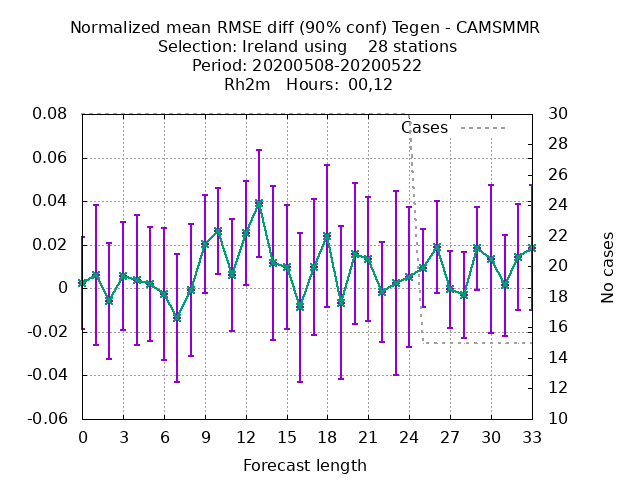 Normalized mean RMSE diff (90% conf) Tegen - CAMSMMR
Selection: Ireland using 28 stations
Period: 20200508-20200522
Rh2m Hours: 00,12
Cases
0.08
0.06
0.04
0.02
0
-0.02
-0.04
-0.06
30
28
26
24
22
20
18
16
14
12
10
No cases
0 3 6 9 12 15 18 21 24 27 30 33
Forecast length